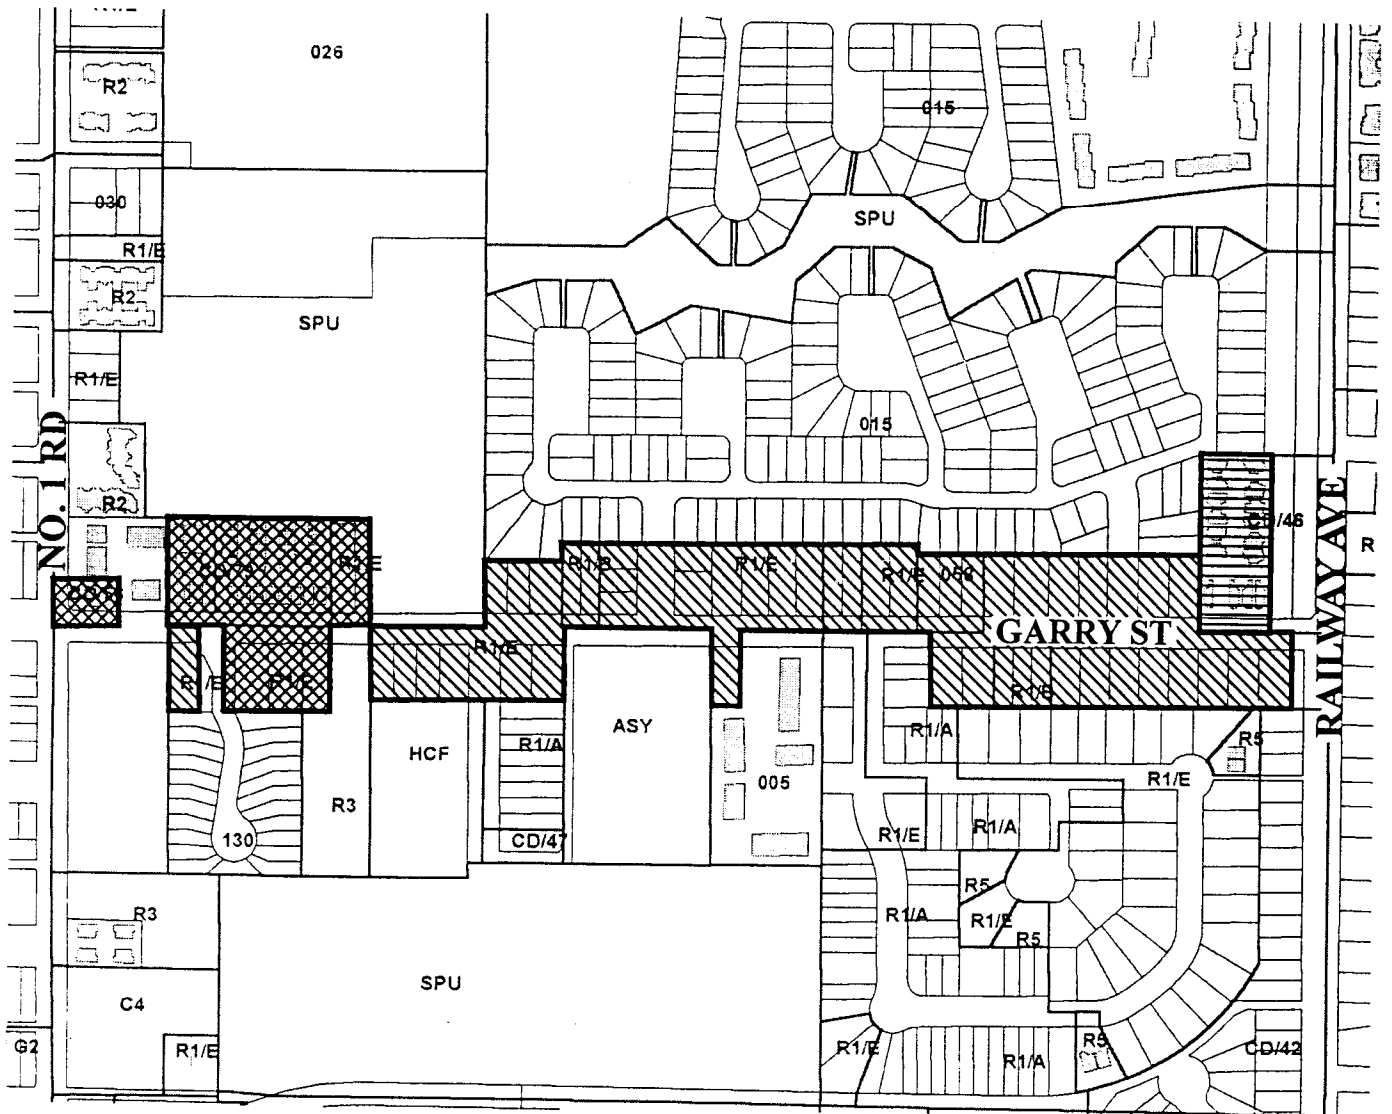 026
R2
015
030
SPU
R1/E
R2
SPU
R1/E
015
NO. 1 RD
R2
CD/46
RAILWAY AVE
R
R1/E
R1/E
R1/E 059
GARRY ST
R1/E
R1/E
ASY
R1/A
R5
R1/A
HCF
005
R1/E
R3
130
CD/47
R1/E
R1/A
R5
R3
R1/A
R1/E
R5
SPU
C4
G2
R1/E
R1/E
R1/A
R5
CD/42